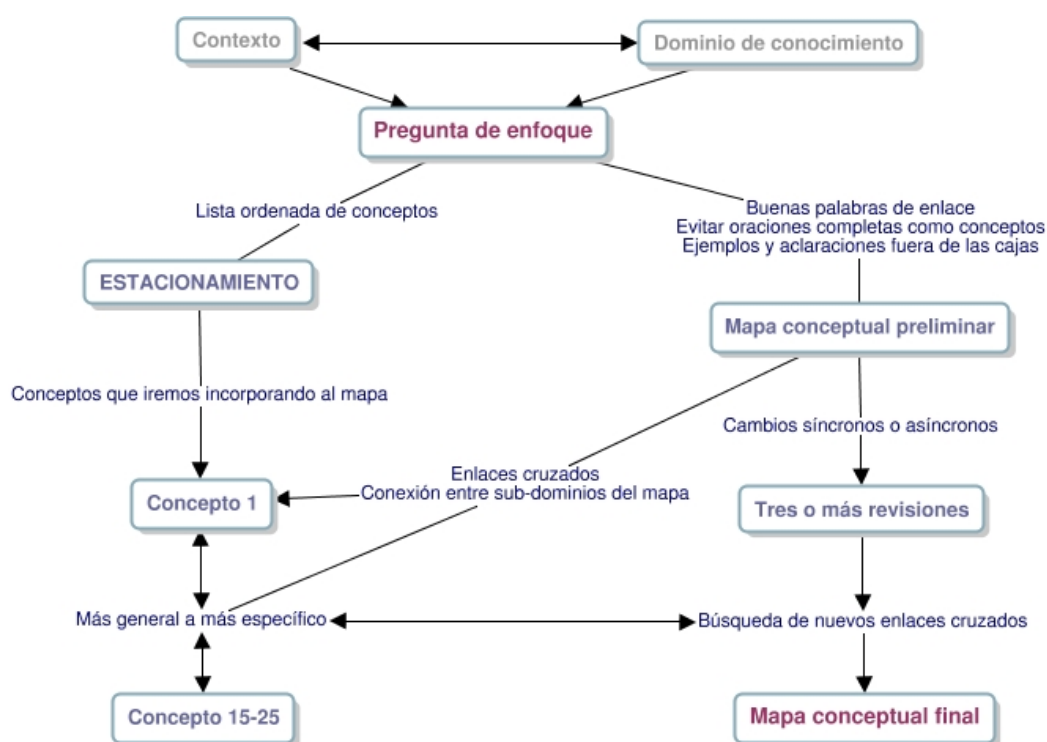 Contexto
Dominio de conocimiento
Pregunta de enfoque
Lista ordenada de conceptos
Buenas palabras de enlace
Evitar oraciones completas como conceptos
Ejemplos y aclaraciones fuera de las cajas
ESTACIONAMIENTO
Mapa conceptual preliminar
Conceptos que iremos incorporando al mapa
Cambios síncronos o asíncronos
Enlaces cruzados
Conexión entre sub-dominios del mapa
Concepto 1
Tres o más revisiones
Más general a más específico
Búsqueda de nuevos enlaces cruzados
Concepto 15-25
Mapa conceptual final